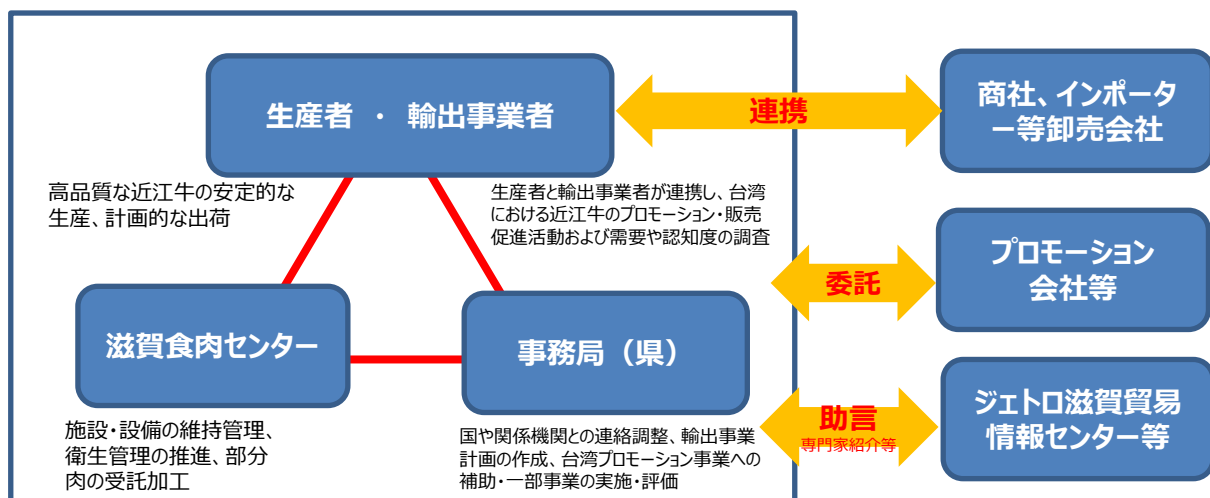 生産者 ・ 輸出事業者
連携
商社、インポータ
ー等卸売会社
高品質な近江牛の安定的な
生産、計画的な出荷
生産者と輸出事業者が連携し、台湾
における近江牛のプロモーション・販売
促進活動および需要や認知度の調査
委託
プロモーション
会社等
滋賀食肉センター
事務局（県）
助言
専門家紹介等
ジェトロ滋賀貿易
情報センター等
施設・設備の維持管理、
衛生管理の推進、部分
肉の受託加工
国や関係機関との連絡調整、輸出事業
計画の作成、台湾プロモーション事業への
補助・一部事業の実施・評価